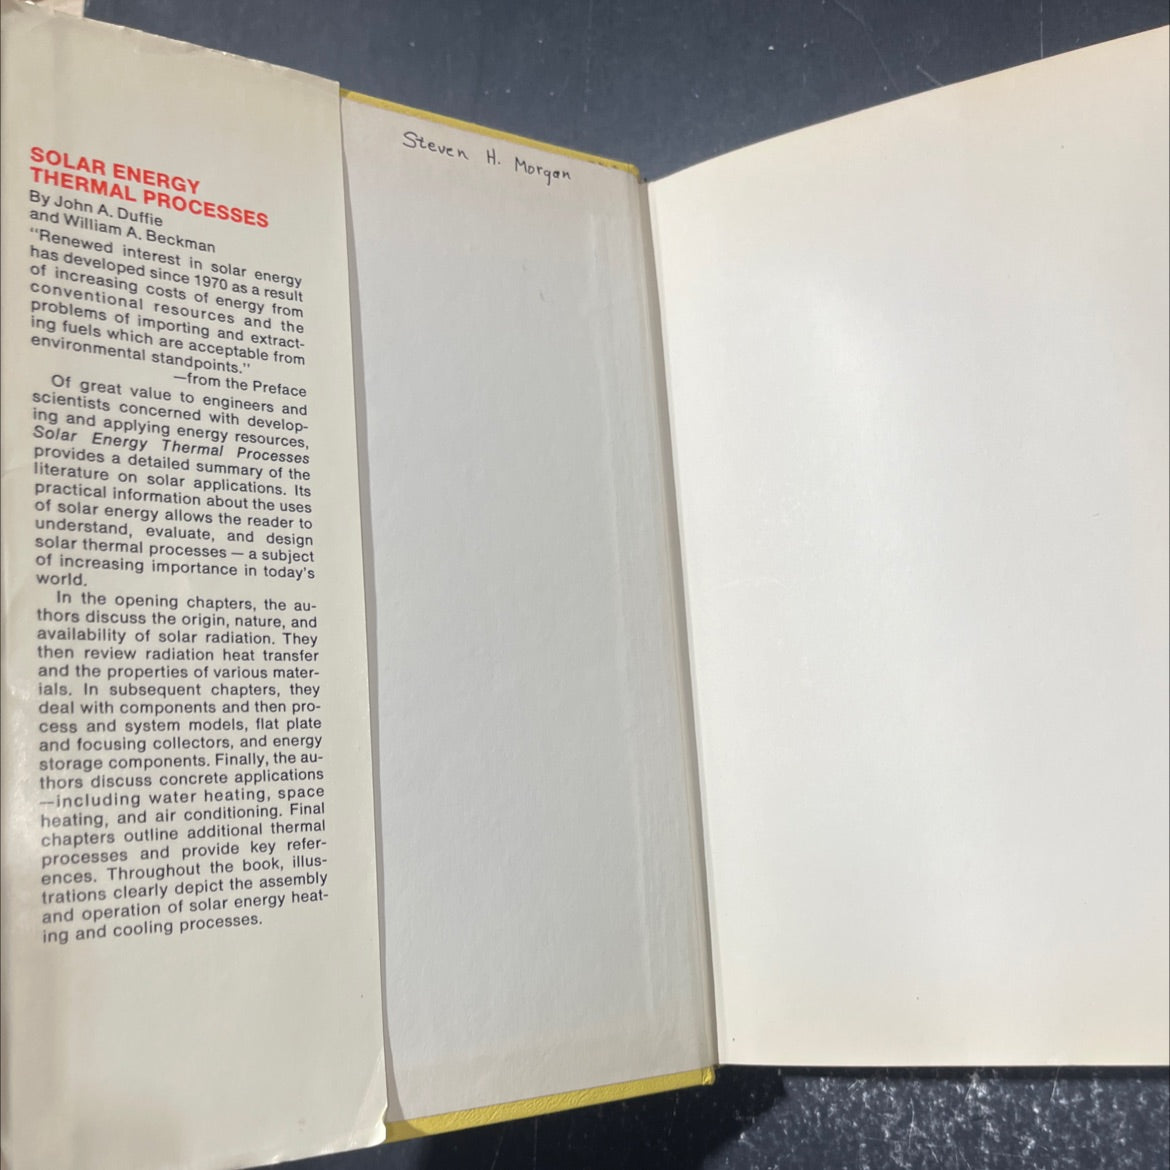 SOLAR ENERGY
THERMAL PROCESSES
By John A. Duffie
and William A. Beckman
"Renewed interest in solar energy
has developed since 1970 as a result
of increasing costs of energy from
conventional resources and the
problems of importing and extract-
ing fuels which are acceptable from
environmental standpoints."
—from the Preface
Of great value to engineers and
scientists concerned with develop-
ing and applying energy resources,
Solar Energy Thermal Processes
provides a detailed summary of the
literature on solar applications. Its
practical information about the uses
of solar energy allows the reader to
understand, evaluate, and design
solar thermal processes — a subject
of increasing importance in today's
world.
In the opening chapters, the au-
thors discuss the origin, nature, and
availability of solar radiation. They
then review radiation heat transfer
and the properties of various mater-
ials. In subsequent chapters, they
deal with components and then pro-
cess and system models, flat plate
and focusing collectors, and energy
storage components. Finally, the au-
thors discuss concrete applications
—including water heating, space
heating, and air conditioning. Final
chapters outline additional thermal
processes and provide key refer-
ences. Throughout the book, illus-
trations clearly depict the assembly
and operation of solar energy heat-
ing and cooling processes.
Steven H. Morgan